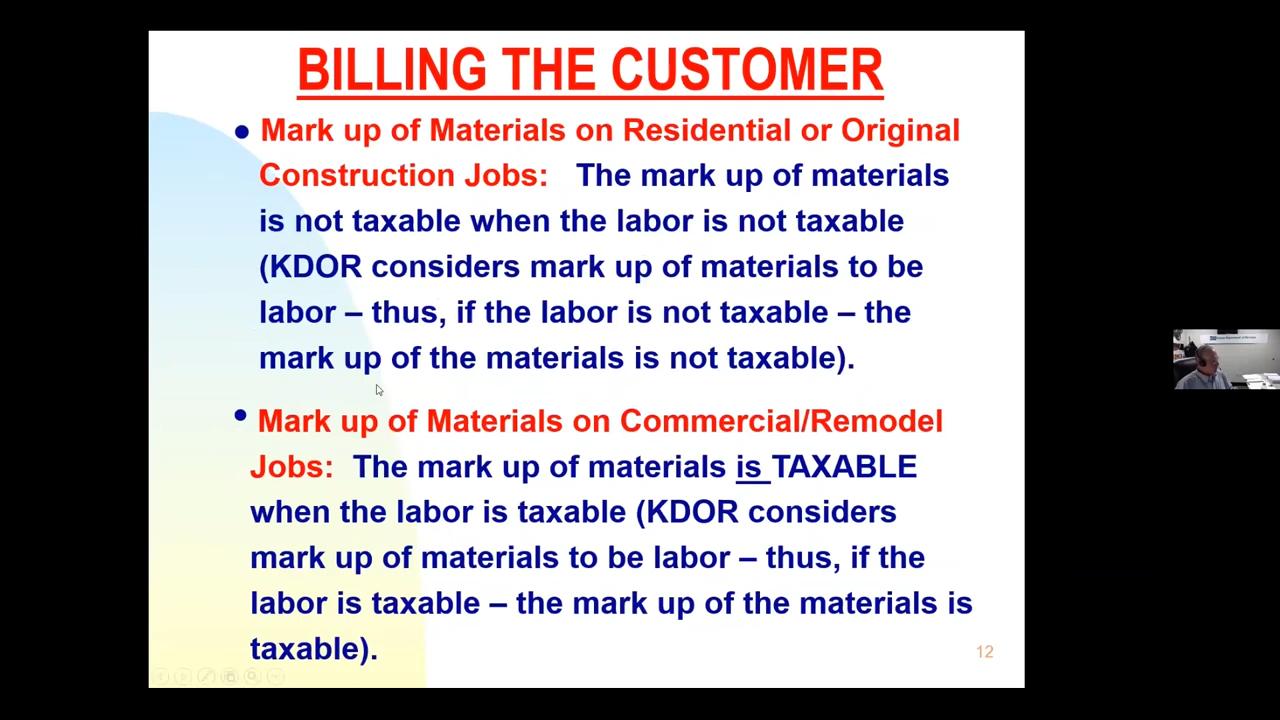 BILLING THE CUSTOMER
• Mark up of Materials on Residential or Original
Construction Jobs: The mark up of materials
is not taxable when the labor is not taxable
(KDOR considers mark up of materials to be
labor – thus, if the labor is not taxable – the
mark up of the materials is not taxable).
• Mark up of Materials on Commercial/Remodel
Jobs: The mark up of materials is TAXABLE
when the labor is taxable (KDOR considers
mark up of materials to be labor – thus, if the
labor is taxable – the mark up of the materials is
taxable).
12